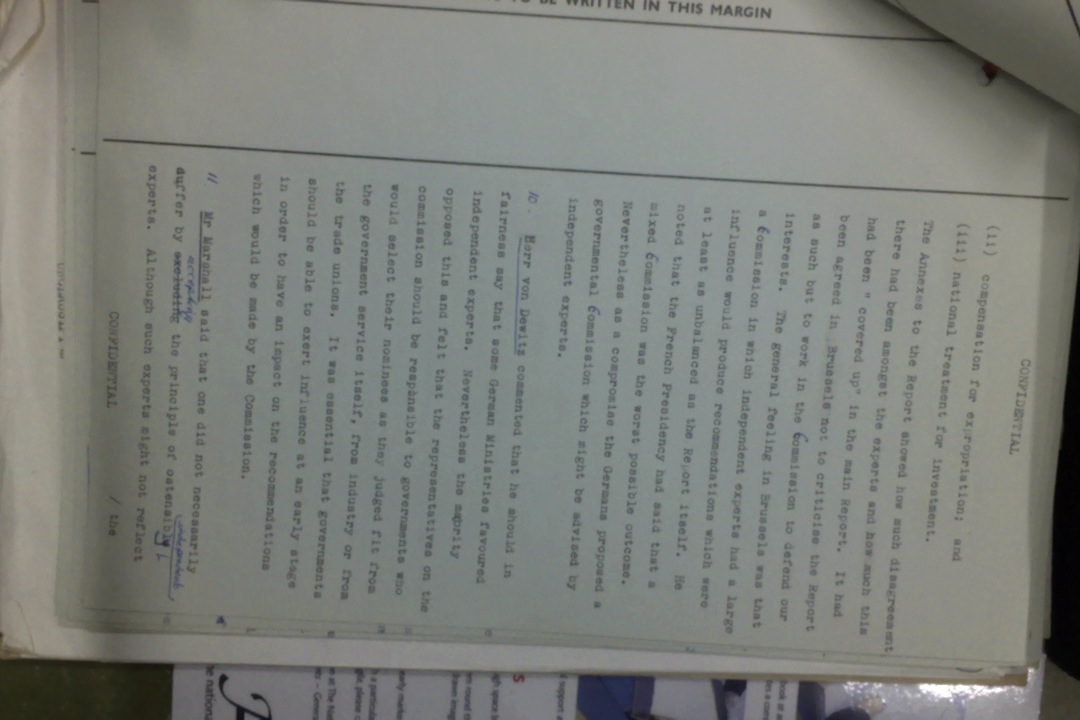 TO BE WRITTEN IN THIS MARGIN
CONFIDENTIAL
(ii) compensation for expropriation; and
(iii) national treatment for investment.
The Annexes to the Report showed how much disagreement
there had been amongst the experts and how much this
had been " covered up" in the main Report. It had
been agreed in Brussels not to criticise the Report
as such but to work in the Commission to defend our
interests. The general feeling in Brussels was that
a Commission in which independent experts had a large
influence would produce recommendations which were
at least as unbalanced as the Report itself. He
noted that the French Presidency had said that a
mixed Commission was the worst possible outcome.
Nevertheless as a compromise the Germans proposed a
governmental Commission which might be advised by
independent experts.
10. Herr von Dewitz commented that he should in
fairness say that some German Ministries favoured
independent experts. Nevertheless the majority
opposed this and felt that the representatives on the
commission should be responsible to governments who
would select their nominees as they judged fit from
the government service itself, from industry or from
the trade unions. It was essential that governments
should be able to exert influence at an early stage
in order to have an impact on the recommendations
which would be made by the Commission.
11. Mr Marshall said that one did not necessarily
suffer by excluding accepting the principle of ostensibly independent
experts. Although such experts might not reflect
CONFIDENTIAL
/ the